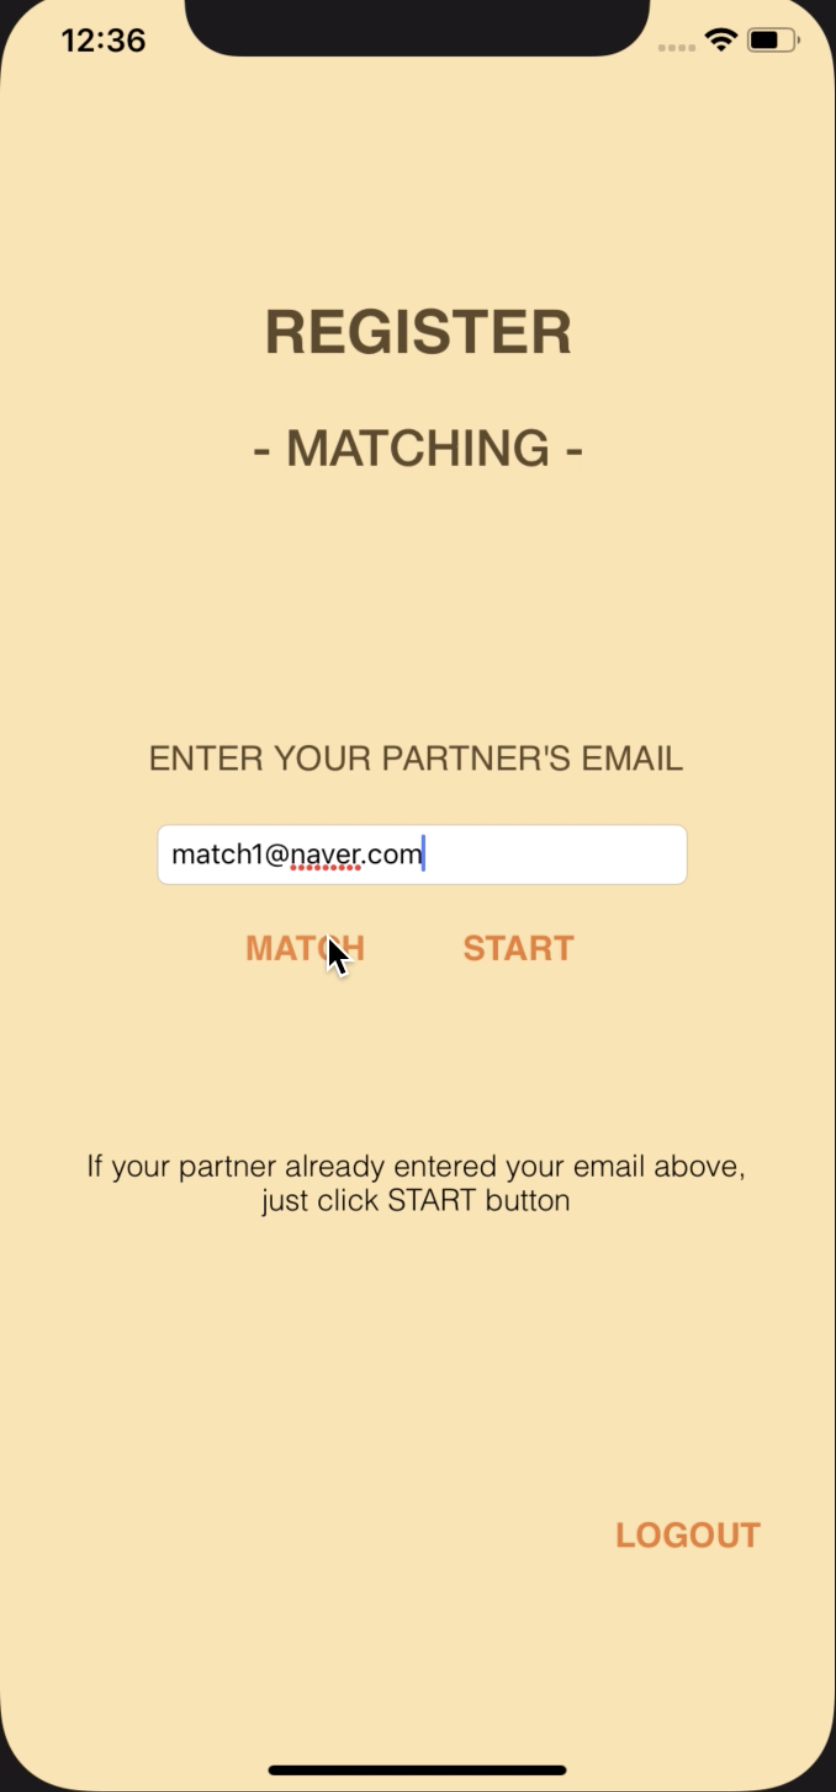 12:36
REGISTER
- MATCHING -
ENTER YOUR PARTNER'S EMAIL
match1@naver.com
MATCH START
If your partner already entered your email above,
just click START button
LOGOUT